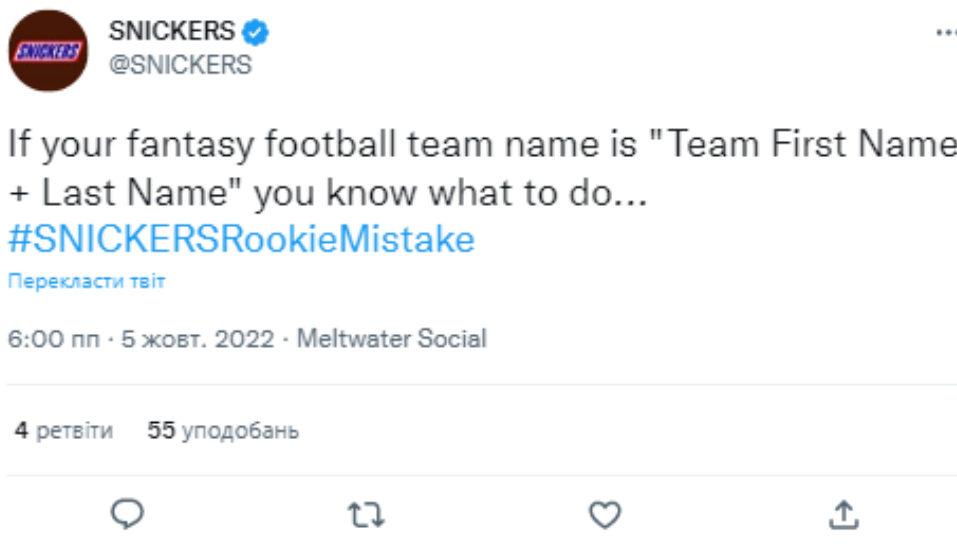 SNICKERS
SNICKERS
@SNICKERS
If your fantasy football team name is "Team First Name
+ Last Name" you know what to do...
#SNICKERSRookieMistake
Перекласти твіт
6:00 пп · 5 жовт. 2022 · Meltwater Social
4 ретвіти 55 уподобань